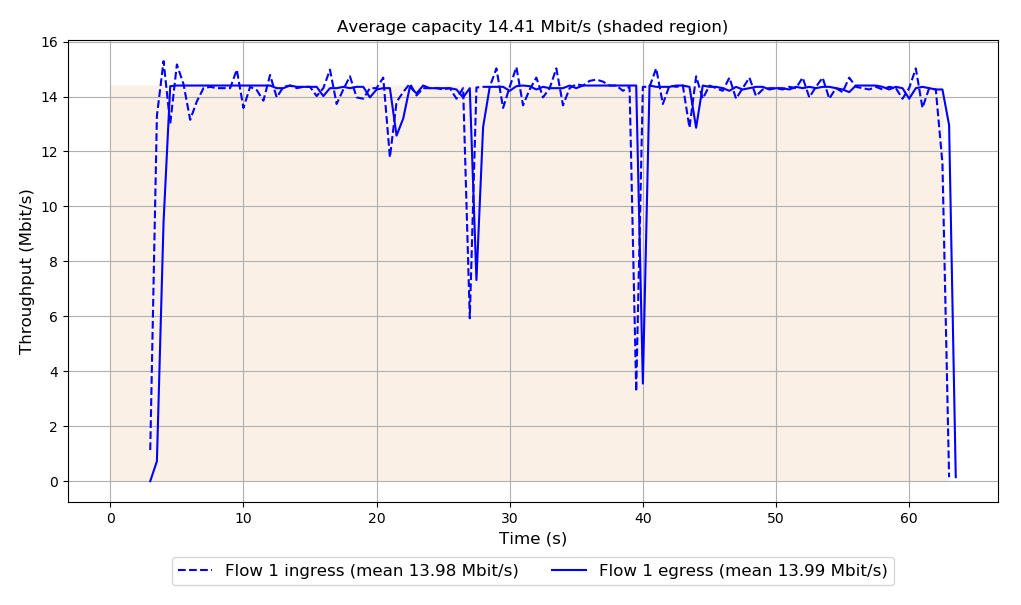 Average capacity 14.41 Mbit/s (shaded region)
16
14
12
10
8
6
4
2
0
Throughput (Mbit/s)
0 10 20 30 40 50 60
Time (s)
Flow 1 ingress (mean 13.98 Mbit/s) Flow 1 egress (mean 13.99 Mbit/s)